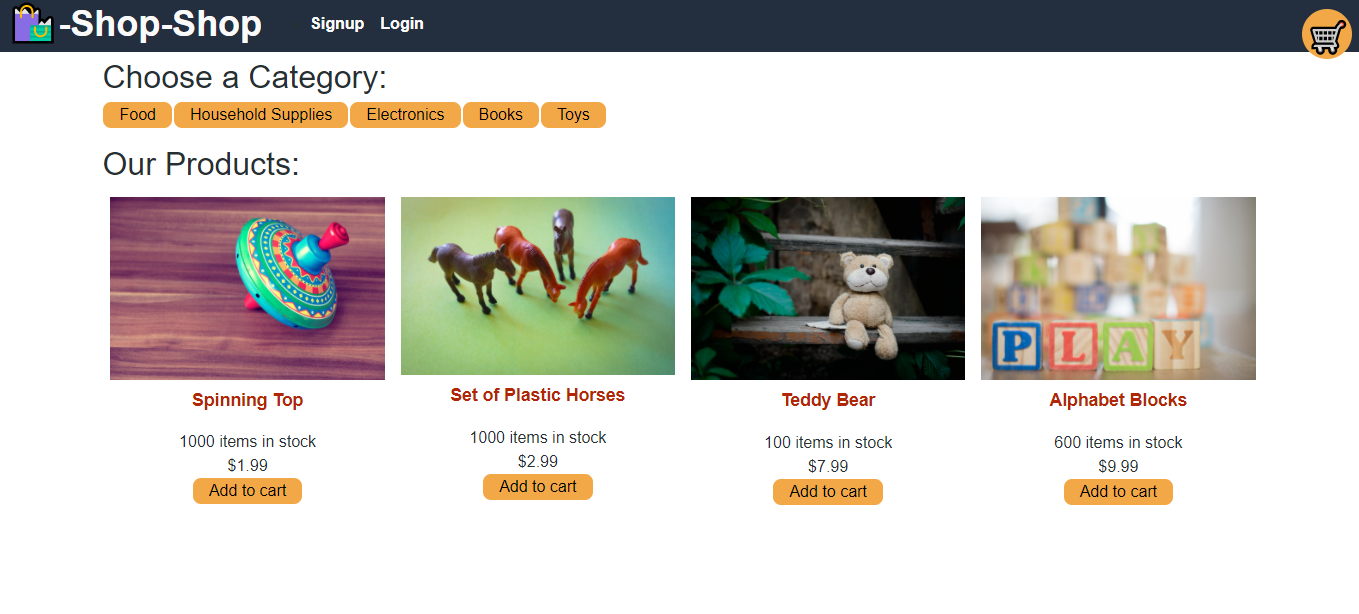 -Shop-Shop
Signup Login
Choose a Category:
Food Household Supplies Electronics Books Toys
Our Products:
PLAY
Spinning Top Set of Plastic Horses Teddy Bear Alphabet Blocks
1000 items in stock 1000 items in stock 100 items in stock 600 items in stock
$1.99 $2.99 $7.99 $9.99
Add to cart Add to cart Add to cart Add to cart